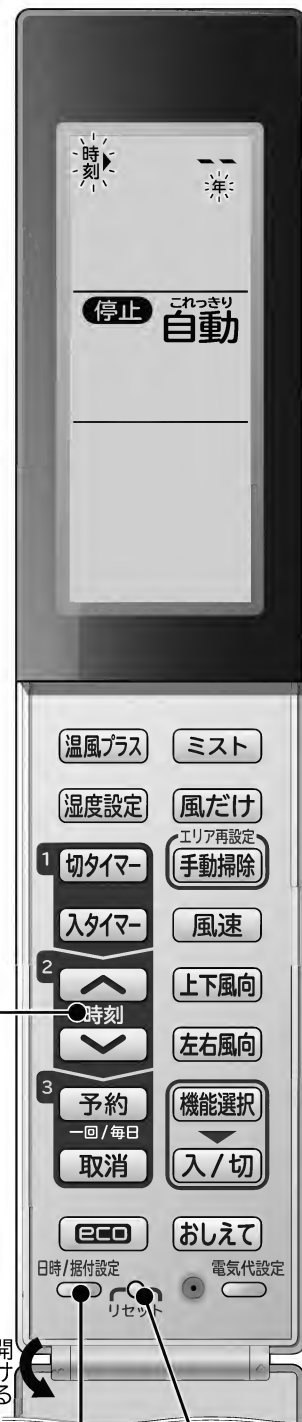 時刻
年
停止 これっきり
自動
温風プラス ミスト
湿度設定 風だけ
エリア再設定
1 切タイマー 手動掃除
入タイマー 風速
2 上下風向
時刻
左右風向
3 予約 機能選択
一回/毎日
取消 入/切
eco おしえて
日時/据付設定 電気代設定
リセット
開ける